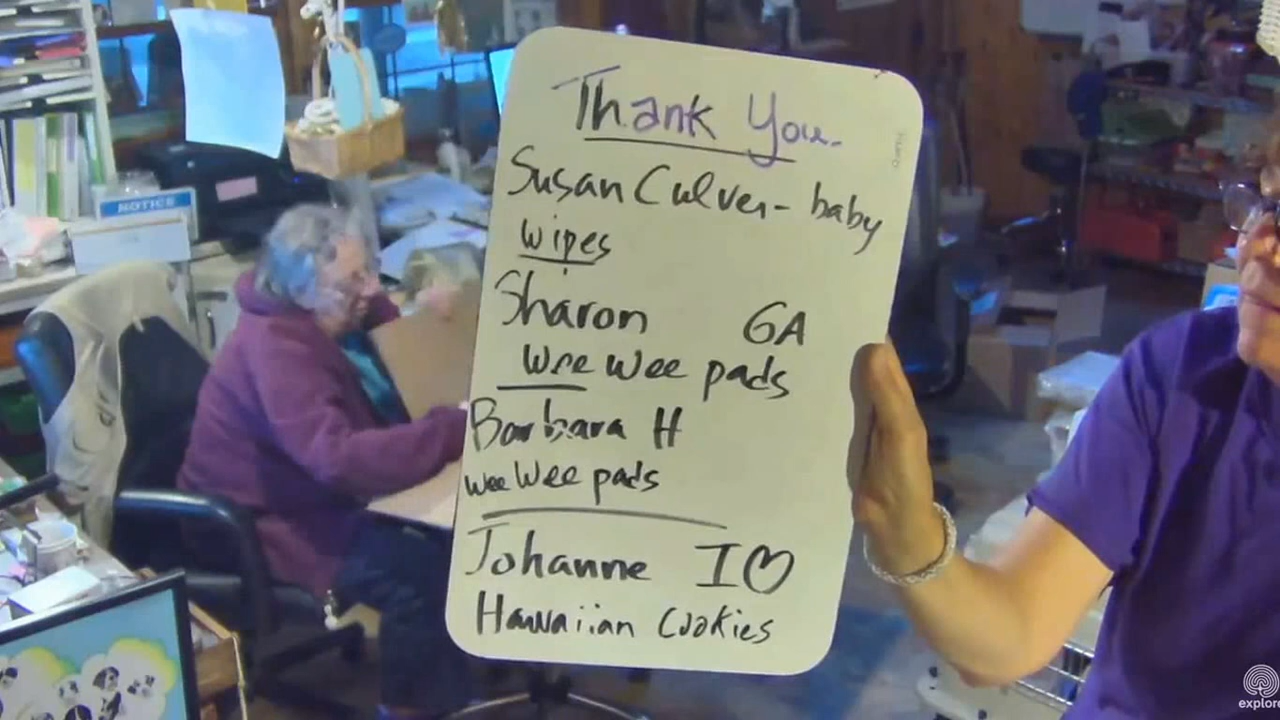 NOTICE
Thank You.
Susan Culver - baby
wipes
Sharon GA
wee wee pads
Barbara H
wee wee pads
Johanne I ♡
Hawaiian Cookies
explore